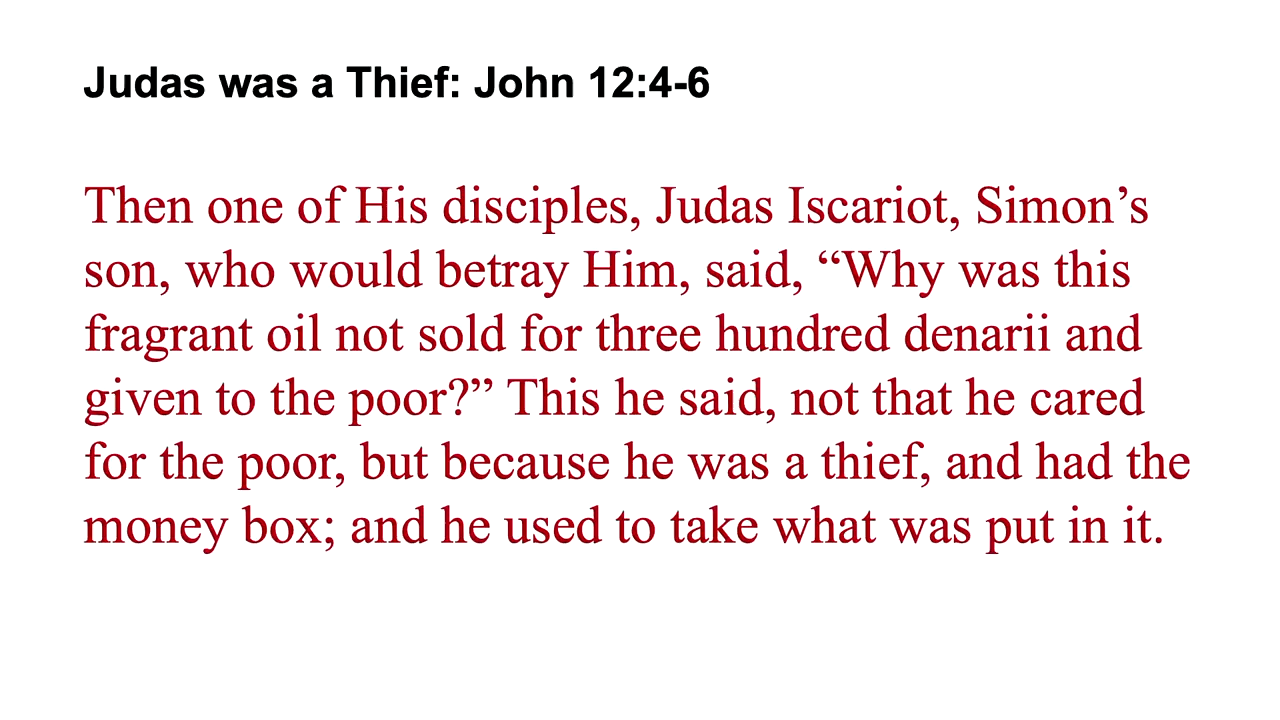 Judas was a Thief: John 12:4-6
Then one of His disciples, Judas Iscariot, Simon’s
son, who would betray Him, said, “Why was this
fragrant oil not sold for three hundred denarii and
given to the poor?” This he said, not that he cared
for the poor, but because he was a thief, and had the
money box; and he used to take what was put in it.